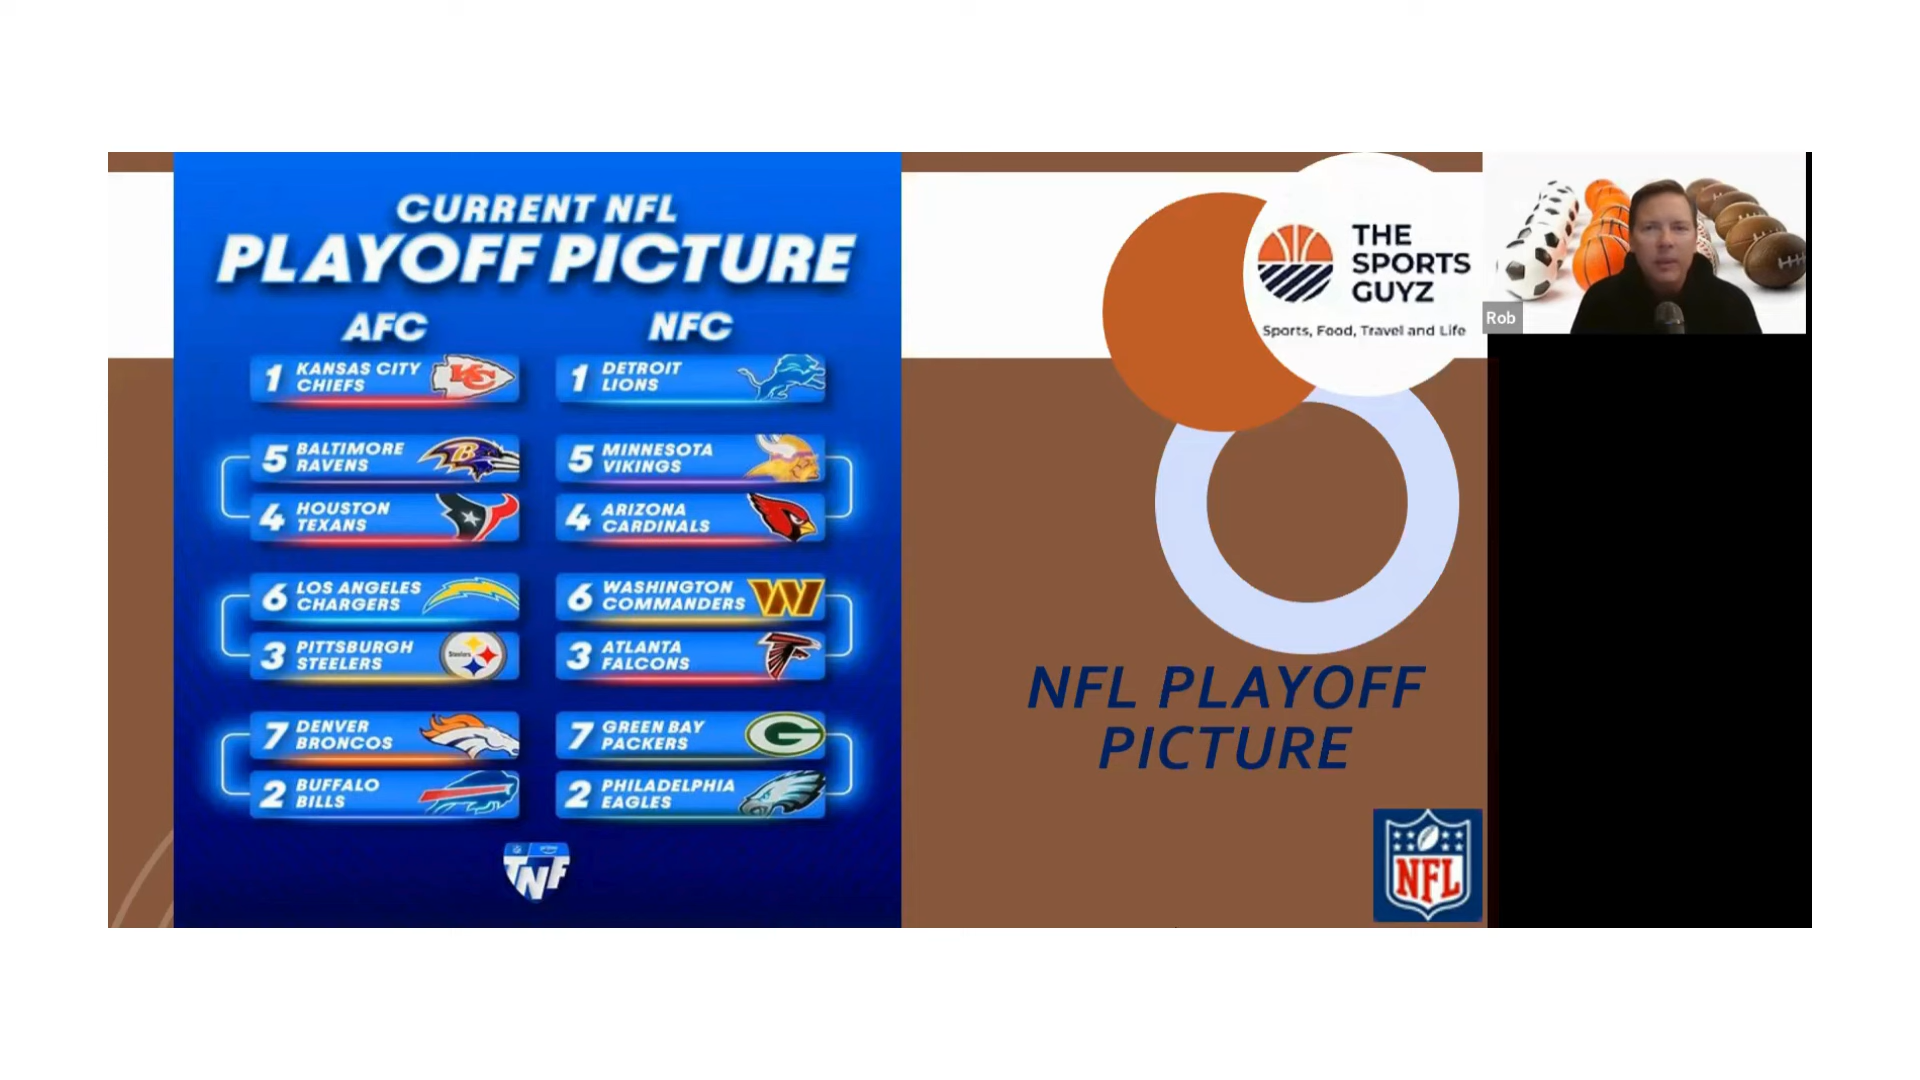 CURRENT NFL
PLAYOFF PICTURE
AFC
NFC
1 KANSAS CITY
CHIEFS
KC
1 DETROIT
LIONS
5 BALTIMORE
RAVENS
B
5 MINNESOTA
VIKINGS
4 HOUSTON
TEXANS
4 ARIZONA
CARDINALS
6 LOS ANGELES
CHARGERS
6 WASHINGTON
COMMANDERS
W
3 PITTSBURGH
STEELERS
Steelers
3 ATLANTA
FALCONS
7 DENVER
BRONCOS
7 GREEN BAY
PACKERS
G
2 BUFFALO
BILLS
2 PHILADELPHIA
EAGLES
TNF
THE
SPORTS
GUYZ
Sports, Food, Travel and Life
Rob
NFL PLAYOFF
PICTURE
NFL